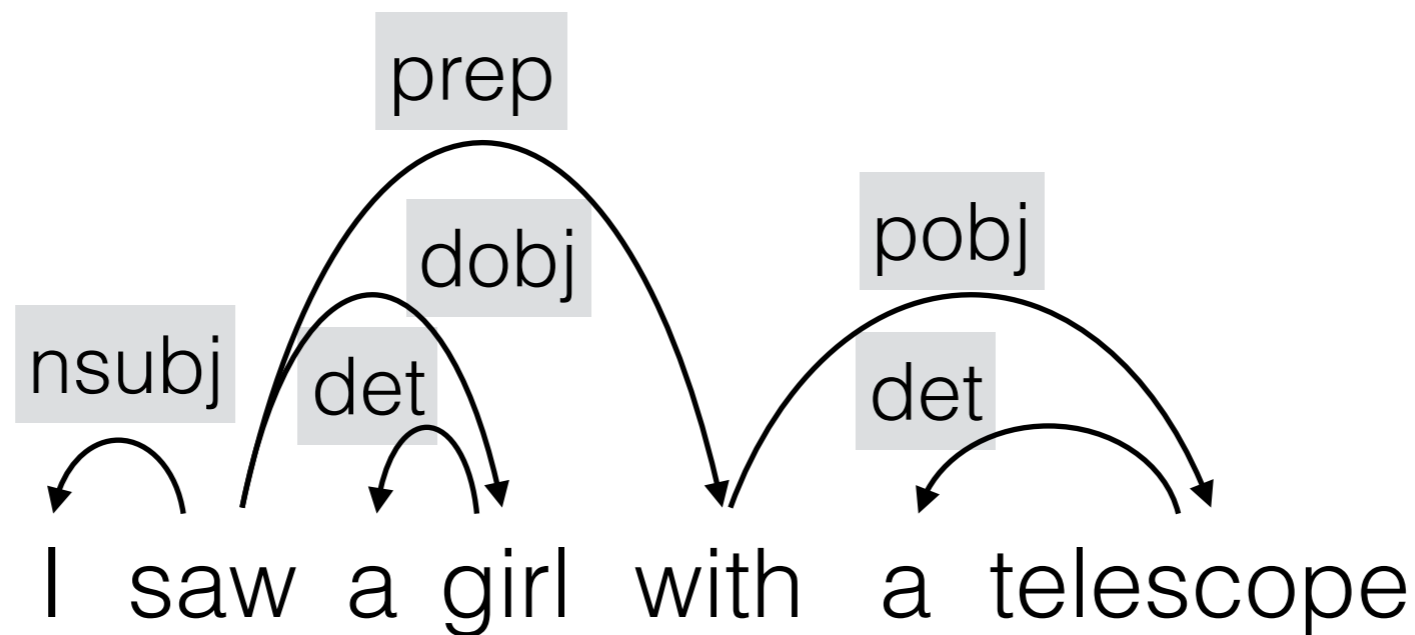 prep
dobj
pobj
nsubj
det
det
I saw a girl with a telescope